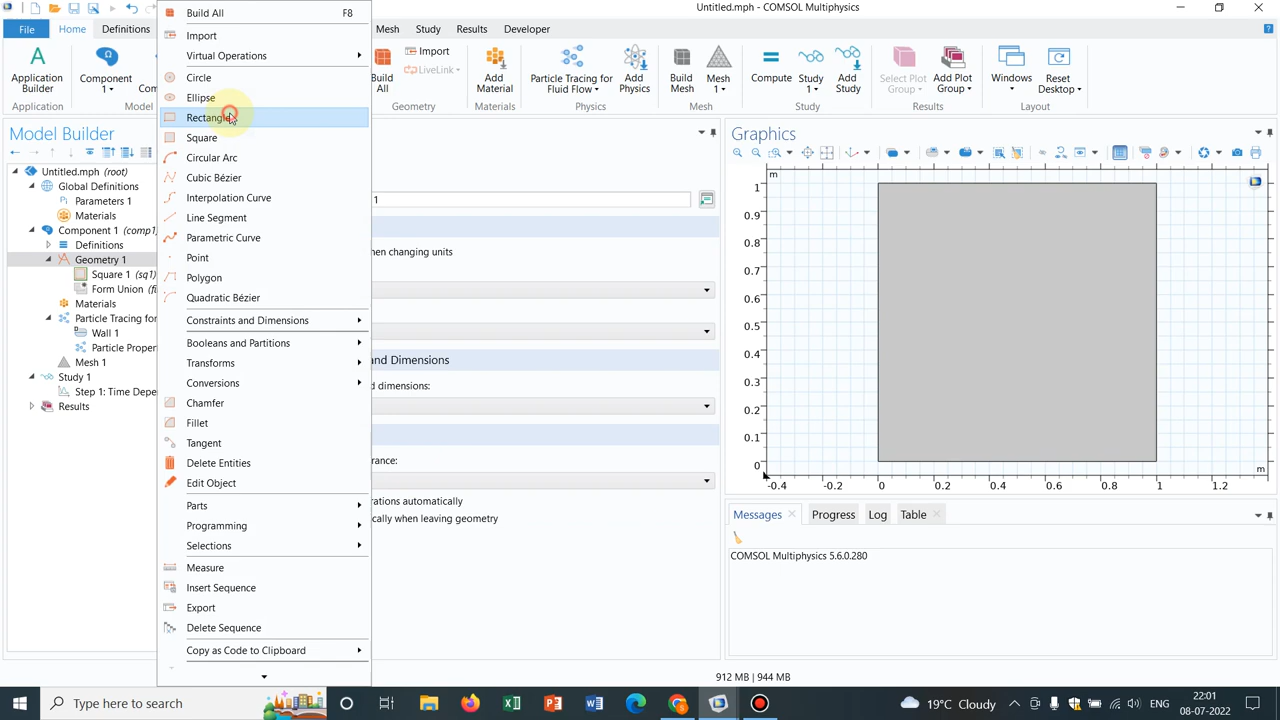 Untitled.mph - COMSOL Multiphysics
File
Home
Definitions
Mesh
Study
Results
Developer
Application
Builder
Application
Component
1
Model
Build
All
Import
LiveLink
Geometry
Add
Material
Materials
Particle Tracing for
Fluid Flow
Add
Physics
Physics
Build
Mesh
Mesh
1
Mesh
Compute
Study
1
Add
Study
Study
Select Plot
Group
Add Plot
Group
Results
Windows
Reset
Desktop
Layout
Build All F8
Import
Virtual Operations
Circle
Ellipse
Rectangle
Square
Circular Arc
Cubic Bézier
Interpolation Curve
Line Segment
Parametric Curve
Point
Polygon
Quadratic Bézier
Constraints and Dimensions
Booleans and Partitions
Transforms
Conversions
Chamfer
Fillet
Tangent
Delete Entities
Edit Object
Parts
Programming
Selections
Measure
Insert Sequence
Export
Delete Sequence
Copy as Code to Clipboard
Model Builder
Untitled.mph (root)
Global Definitions
Pi Parameters 1
Materials
Component 1 (comp1)
Definitions
Geometry 1
Square 1 (sq1)
Form Union
Materials
Particle Tracing for
Wall 1
Particle Proper
Mesh 1
Study 1
Step 1: Time Depe
Results
1
hen changing units
and Dimensions
d dimensions:
rance:
rations automatically
cally when leaving geometry
Graphics
m
1
0.9
0.8
0.7
0.6
0.5
0.4
0.3
0.2
0.1
0
m
-0.4 -0.2 0 0.2 0.4 0.6 0.8 1 1.2
Messages
Progress
Log
Table
COMSOL Multiphysics 5.6.0.280
912 MB | 944 MB
Type here to search
19°C Cloudy
ENG
22:01
08-07-2022